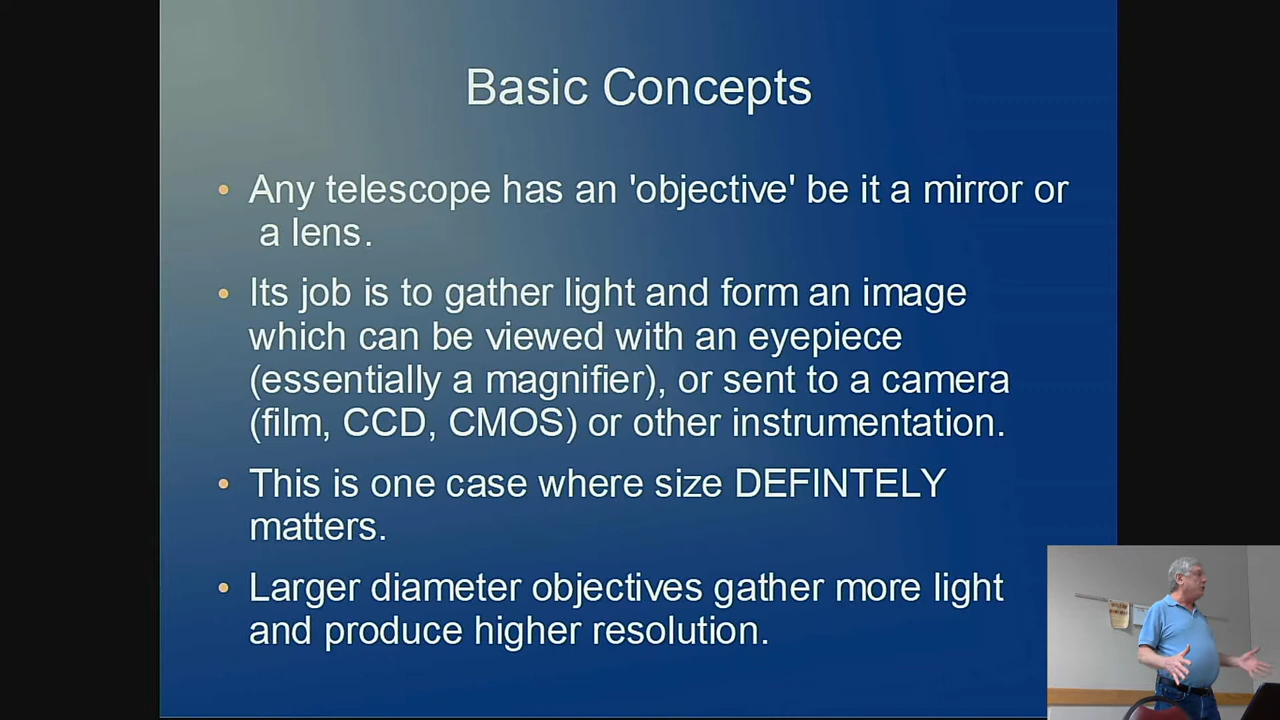 Basic Concepts
• Any telescope has an 'objective' be it a mirror or
a lens.
• Its job is to gather light and form an image
which can be viewed with an eyepiece
(essentially a magnifier), or sent to a camera
(film, CCD, CMOS) or other instrumentation.
• This is one case where size DEFINTELY
matters.
• Larger diameter objectives gather more light
and produce higher resolution.